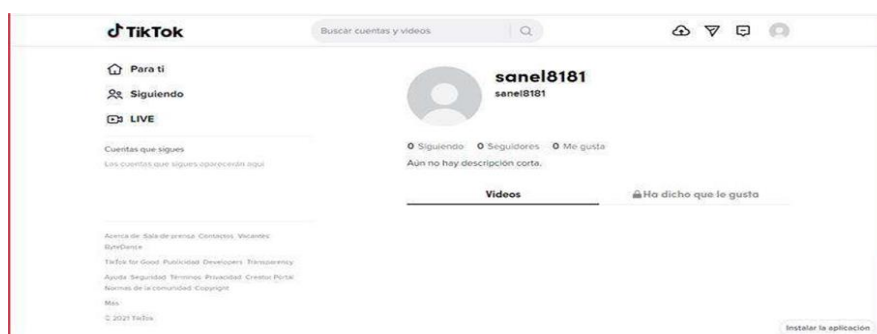 TikTok
Buscar cuentas y videos
Para ti
Siguiendo
LIVE
Cuentas que sigues
Las cuentas que sigues aparecerán aquí
Acerca de Sala de prensa Contactos Vacantes
ByteDance
TikTok for Good Publicidad Developers Transparency
Ayuda Seguridad Términos Privacidad Creator Portal
Normas de la comunidad Copyright
Más
© 2021 TikTok
sanel8181
sanel8181
0 Siguiendo 0 Seguidores 0 Me gusta
Aún no hay descripción corta.
Videos
Ha dicho que le gusta
Instalar la aplicación